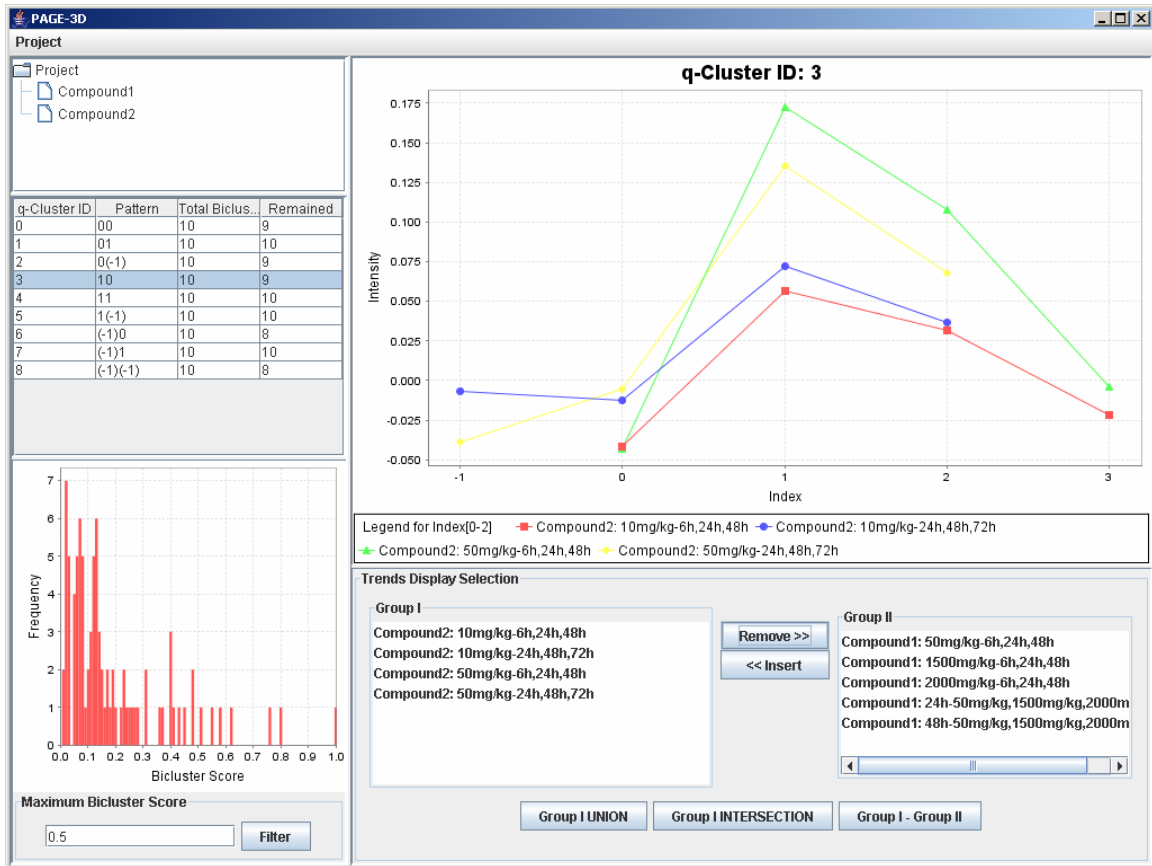 PAGE-3D
Project
Project
Compound1
Compound2
q-Cluster ID Pattern Total Biclus... Remained
0 00 10 9
1 01 10 10
2 0(-1) 10 9
3 10 10 9
4 11 10 10
5 1(-1) 10 10
6 (-1)0 10 8
7 (-1)1 10 10
8 (-1)(-1) 10 8
7
6
5
4
3
2
1
0
Frequency
0.0 0.1 0.2 0.3 0.4 0.5 0.6 0.7 0.8 0.9 1.0
Bicluster Score
Maximum Bicluster Score
0.5 Filter
q-Cluster ID: 3
0.175
0.150
0.125
0.100
0.075
0.050
0.025
0.000
-0.025
-0.050
Intensity
-1 0 1 2 3
Index
Legend for Index[0-2] Compound2: 10mg/kg-6h,24h,48h Compound2: 10mg/kg-24h,48h,72h
Compound2: 50mg/kg-6h,24h,48h Compound2: 50mg/kg-24h,48h,72h
Trends Display Selection
Group I
Compound2: 10mg/kg-6h,24h,48h
Compound2: 10mg/kg-24h,48h,72h
Compound2: 50mg/kg-6h,24h,48h
Compound2: 50mg/kg-24h,48h,72h
Remove >>
<< Insert
Group II
Compound1: 50mg/kg-6h,24h,48h
Compound1: 1500mg/kg-6h,24h,48h
Compound1: 2000mg/kg-6h,24h,48h
Compound1: 24h-50mg/kg,1500mg/kg,2000m
Compound1: 48h-50mg/kg,1500mg/kg,2000m
Group I UNION Group I INTERSECTION Group I - Group II